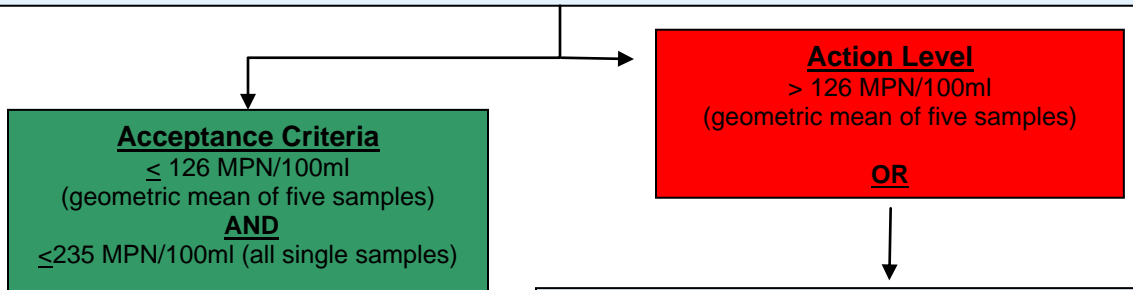 Action Level
> 126 MPN/100ml
(geometric mean of five samples)
OR
Acceptance Criteria
< 126 MPN/100ml
(geometric mean of five samples)
AND
<235 MPN/100ml (all single samples)